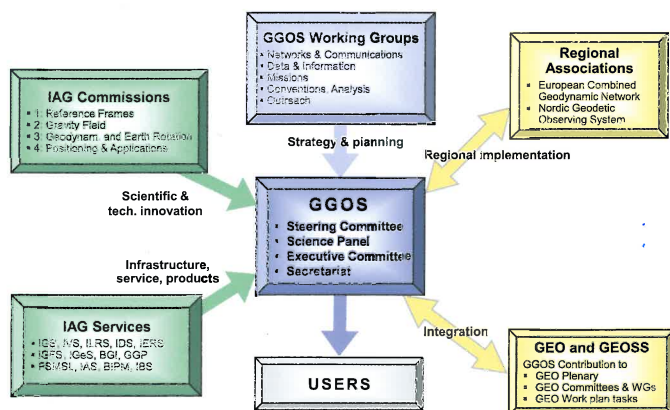 GGOS Working Groups
• Networks & Communications
• Data & Information
• Missions
• Conventions, Analysis
• Outreach
IAG Commissions
• 1: Reference Frames
• 2: Gravity Field
• 3: Geodynam. and Earth Rotation
• 4: Positioning & Applications
Regional
Associations
• European Combined
Geodynamic Network
• Nordic Geodetic
Observing System
Strategy & planning
Regional implementation
Scientific &
tech. innovation
GGOS
• Steering Committee
• Science Panel
• Executive Committee
• Secretariat
Infrastructure,
service, products
IAG Services
• IGS, IVS, ILRS, IDS, IERS
• IGFS, IGeS, BGI, GGP
• PSMSL, IAS, BIPM, IBS
Integration
USERS
GEO and GEOSS
GGOS Contribution to
• GEO Plenary
• GEO Committees & WGs
• GEO Work plan tasks